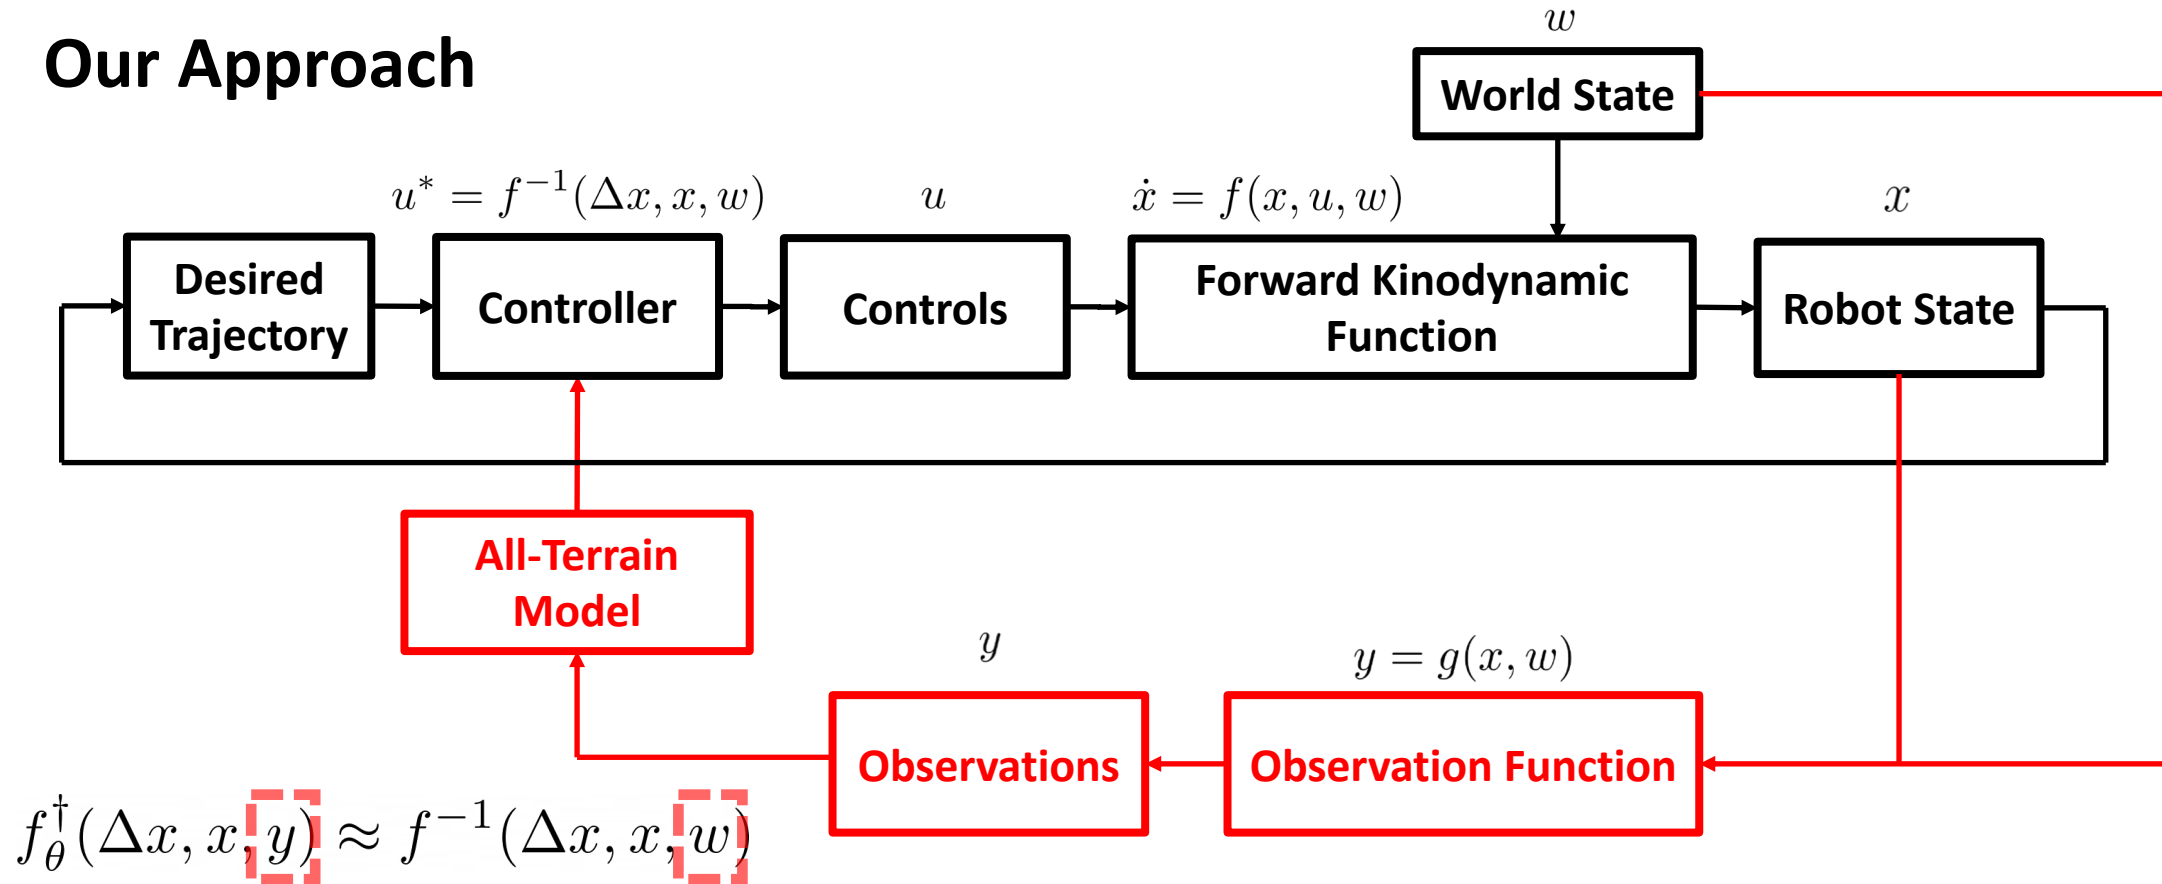 Our Approach
w
World State
u* = f⁻¹(Δx, x, w)
u
ẋ = f(x, u, w)
x
Desired
Trajectory
Controller
Controls
Forward Kinodynamic
Function
Robot State
All-Terrain
Model
y
y = g(x, w)
Observations
Observation Function
f_θ^†(Δx, x, y) ≈ f⁻¹(Δx, x, w)